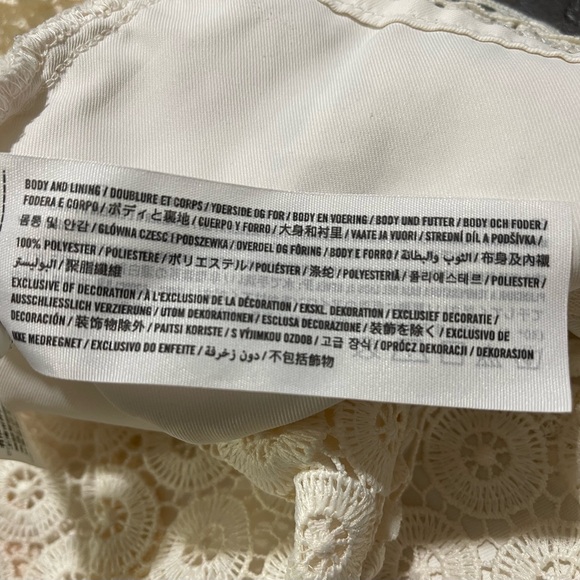 BODY AND LINING / DOUBLURE ET CORPS / YDERSIDE OG FOR / BODY EN VOERING / BODY UND FUTTER / BODY OCH FODER /
FODERA E CORPO / ボディと裏地 / CUERPO Y FORRO / 大身和衬里 / VAATE JA VUORI / STREDNÍ DÍL A PODŠÍVKA /
몸통 및 안감 / GŁÓWNA CZESC I PODSZEWKA / OVERDEL OG FÔRING / BODY E FORRO / الثوب والبطانة / 布身及內襯
100% POLYESTER / POLIESTERE / ポリエステル / POLIÉSTER / 涤纶 / POLYESTERIÄ / 폴리에스테르 / POLIESTER /
البوليستر / 聚脂纖維
EXCLUSIVE OF DECORATION / À L'EXCLUSION DE LA DÉCORATION / EKSKL. DEKORATION / EXCLUSIEF DECORATIE /
AUSSCHLIESSLICH VERZIERUNG / UTOM DEKORATIONEN / ESCLUSA DECORAZIONE / 装飾を除く / EXCLUSIVO DE
DECORACIÓN / 装饰物除外 / PAITSI KORISTE / S VÝJIMKOU OZDOB / 고급 장식 / OPRÓCZ DEKORACJI / DEKORASJON
IKKE MEDREGNET / EXCLUSIVO DO ENFEITE / دون زخرفة / 不包括飾物